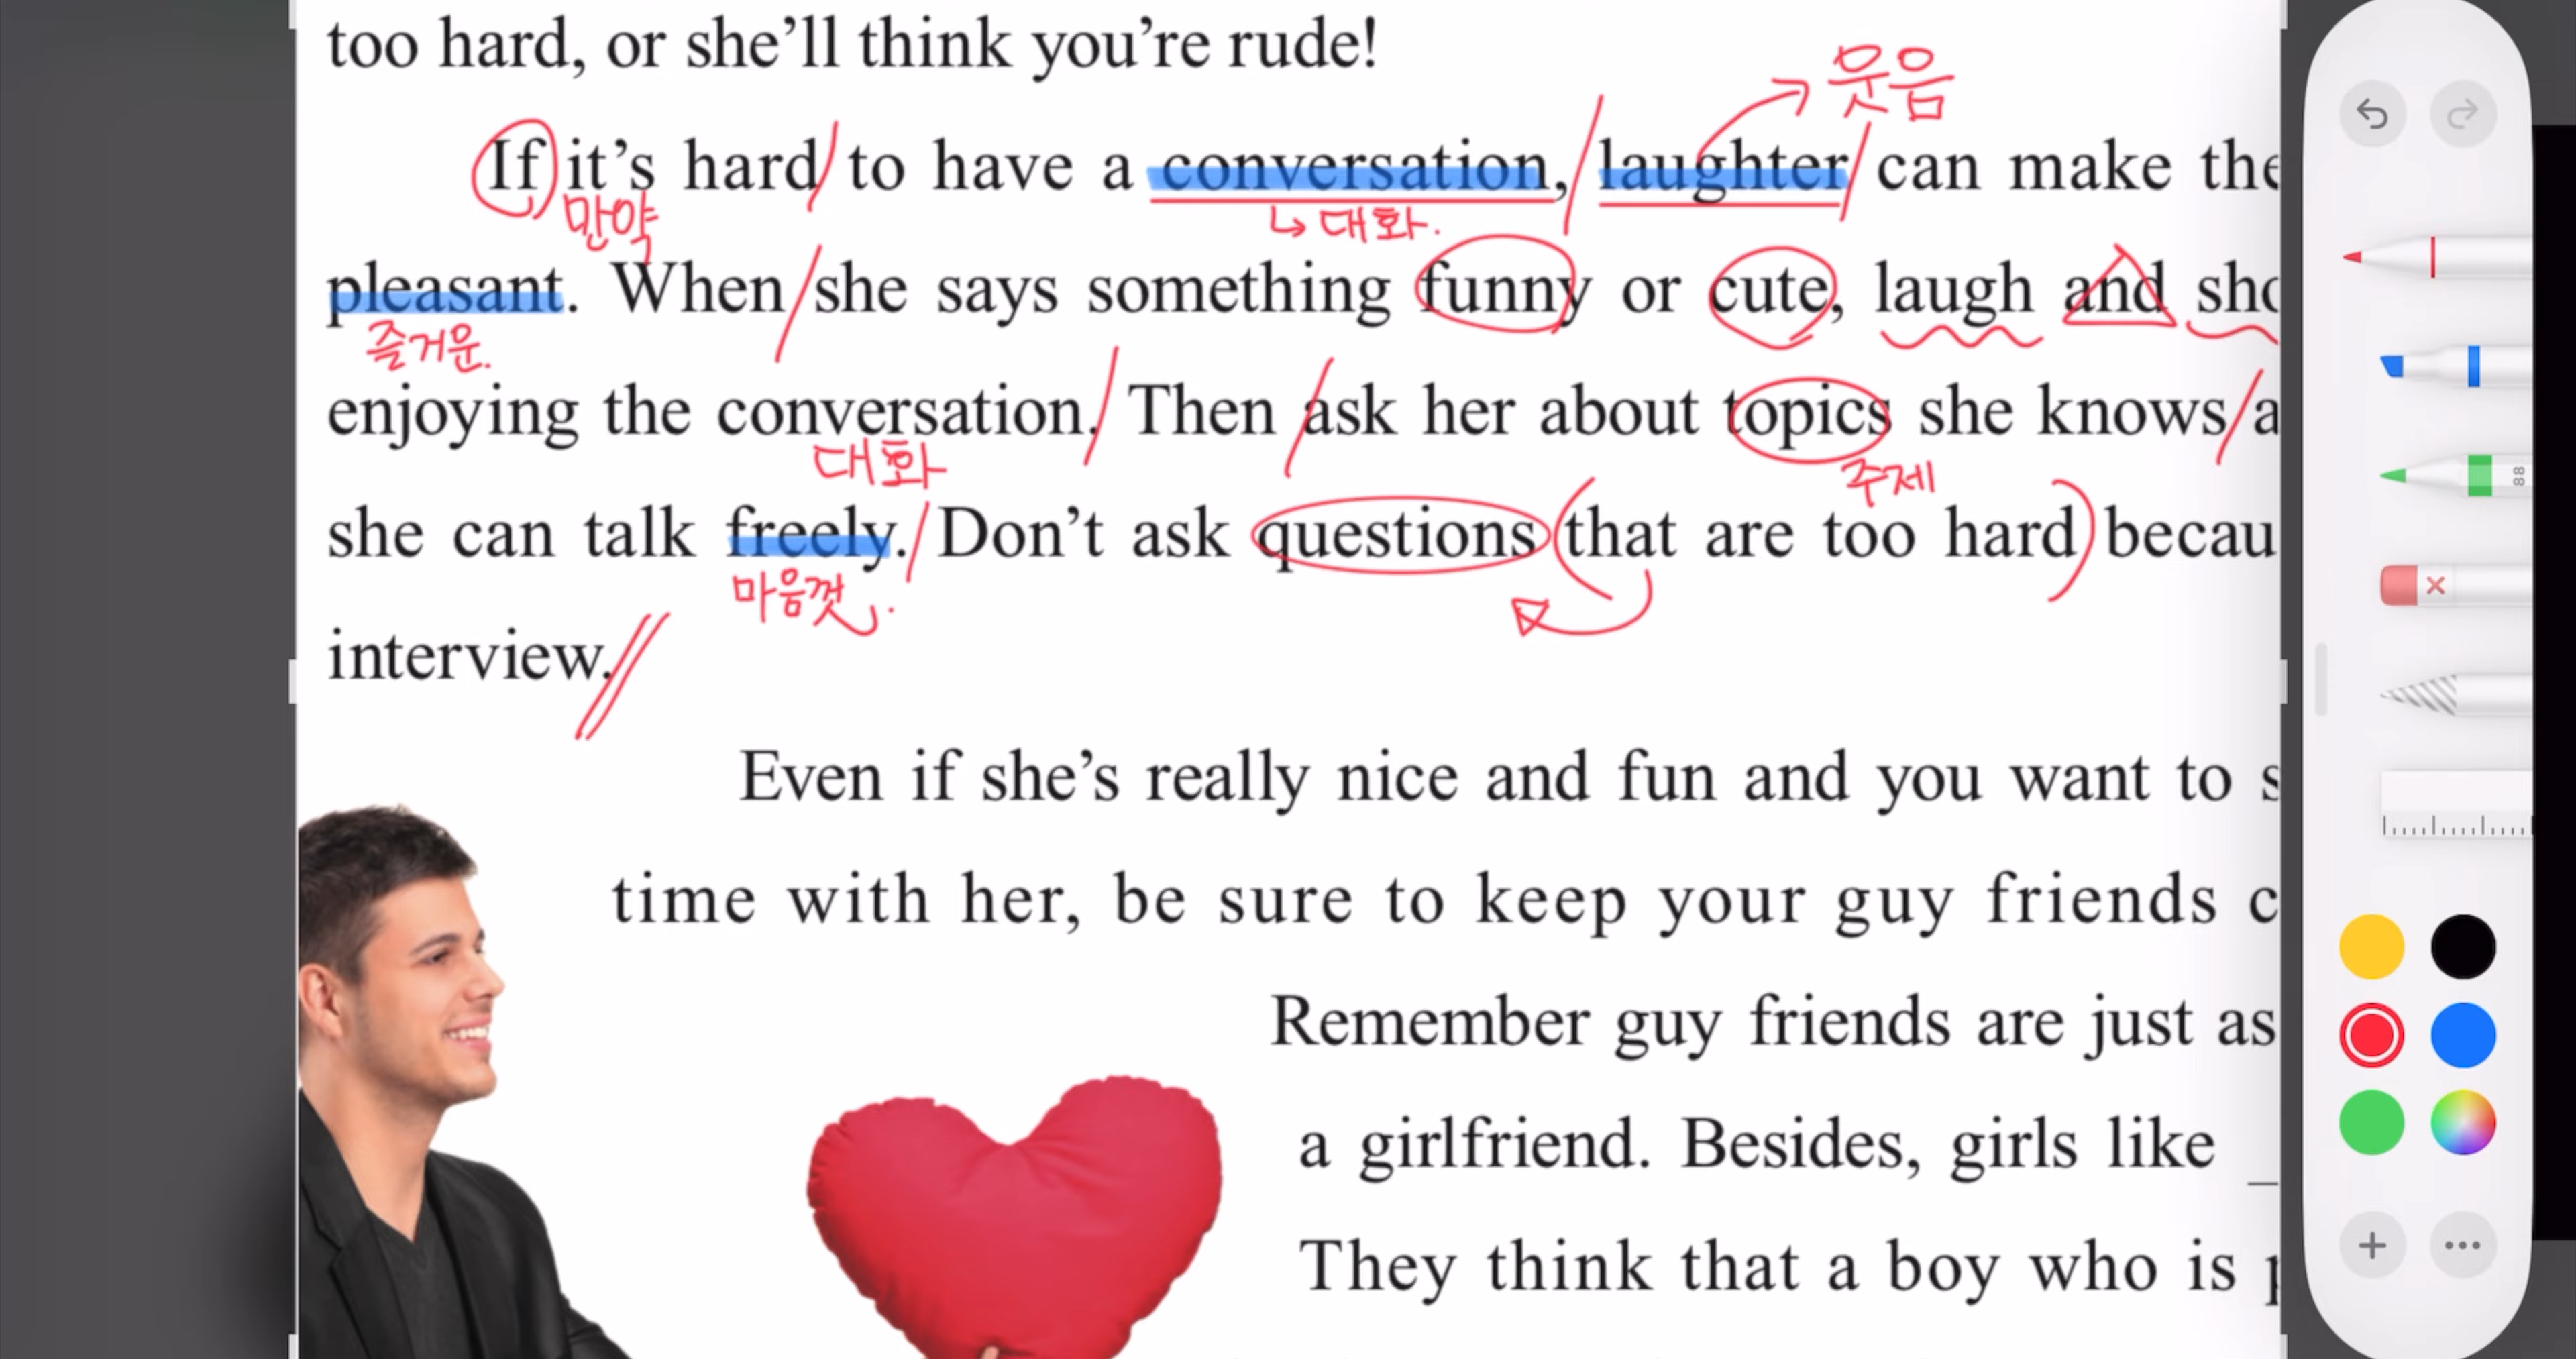 too hard, or she'll think you're rude!
웃음
If it's hard to have a conversation, laughter can make the
만약
↳ 대화.
pleasant. When she says something funny or cute, laugh and sho
즐거운.
enjoying the conversation. Then ask her about topics she knows a
대화
주제
she can talk freely. Don't ask questions that are too hard becau
마음껏.
interview.
Even if she's really nice and fun and you want to s
time with her, be sure to keep your guy friends c
Remember guy friends are just as
a girlfriend. Besides, girls like _
They think that a boy who is p
88